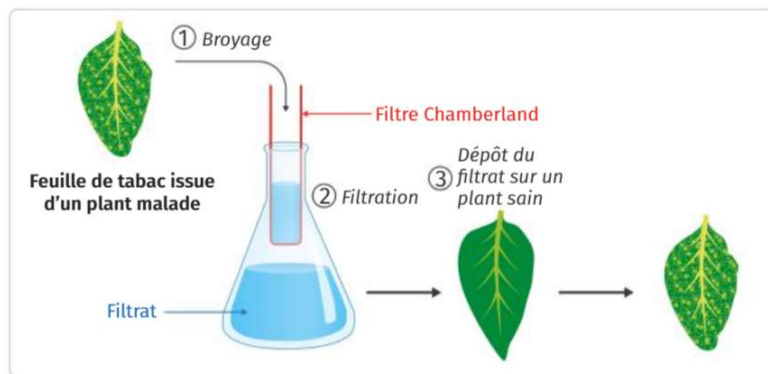 ① Broyage
Filtre Chamberland
Feuille de tabac issue
d’un plant malade
② Filtration
③ Dépôt du
filtrat sur un
plant sain
Filtrat